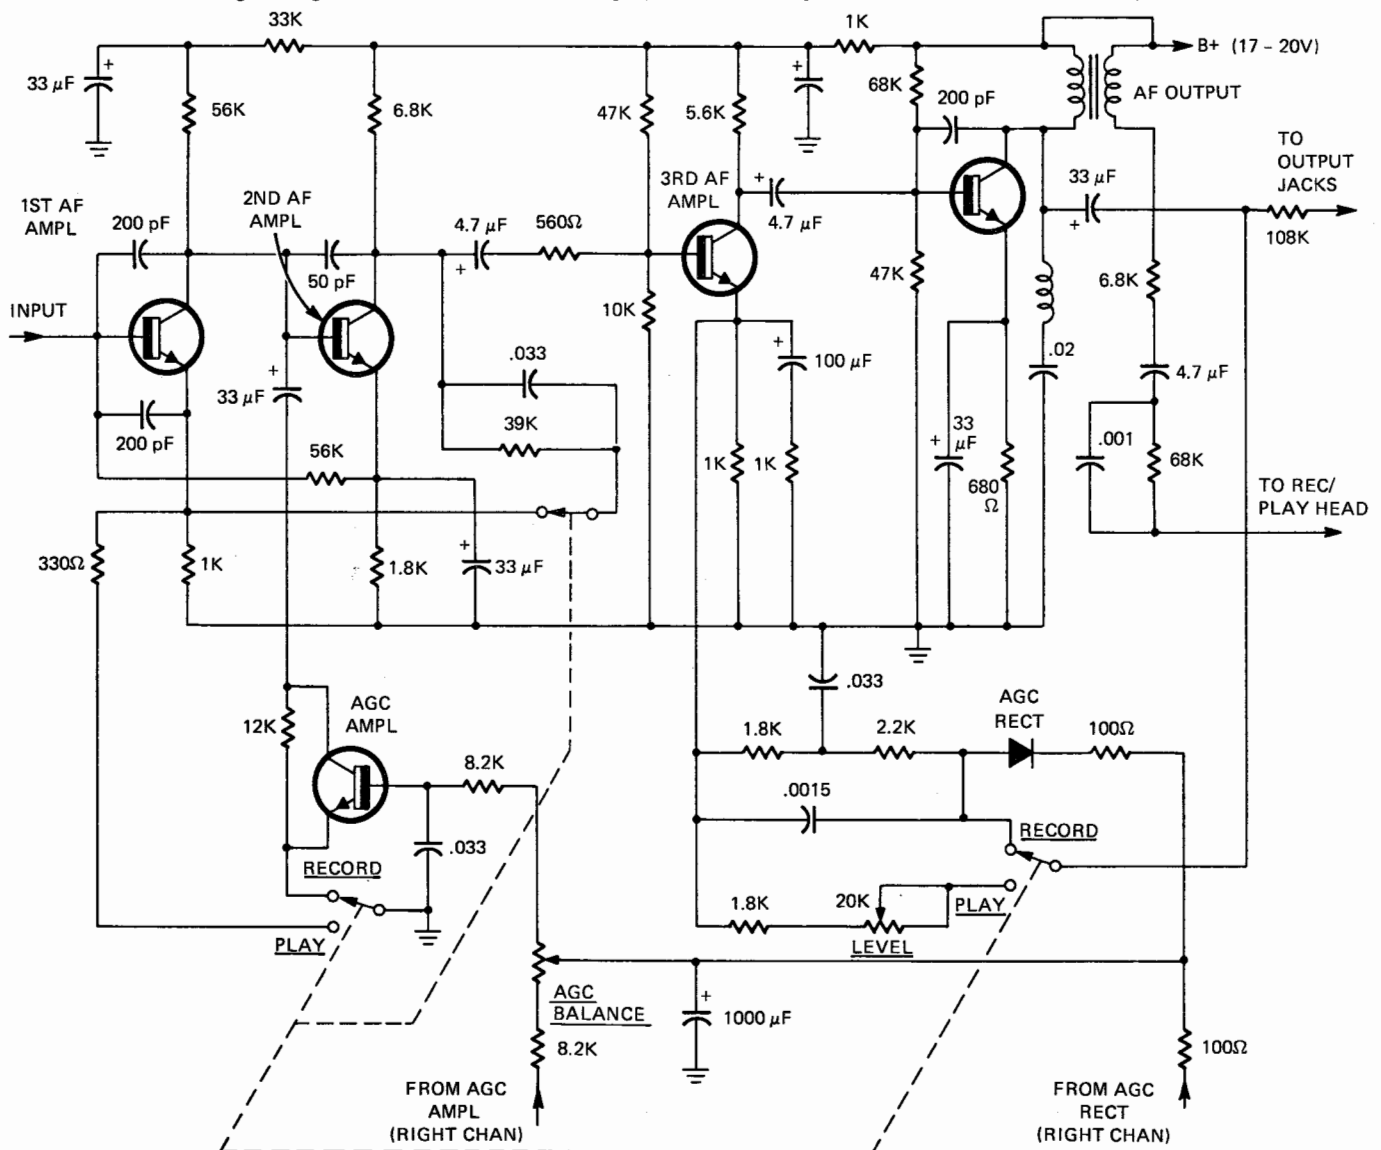 33K
1K
B+ (17 – 20V)
33 µF
+
56K
6.8K
47K
5.6K
+
68K
200 pF
AF OUTPUT
TO
OUTPUT
JACKS
1ST AF
AMPL
200 pF
2ND AF
AMPL
50 pF
4.7 µF
+
560Ω
3RD AF
AMPL
+
4.7 µF
33 µF
+
108K
INPUT
10K
47K
6.8K
33 µF
+
.033
+
100 µF
.02
4.7 µF
200 pF
39K
56K
1K
1K
+
33
µF
680
Ω
.001
68K
TO REC/
PLAY HEAD
330Ω
1K
1.8K
+
33 µF
.033
AGC
AMPL
12K
8.2K
1.8K
2.2K
AGC
RECT
100Ω
.0015
.033
RECORD
RECORD
PLAY
1.8K
20K
LEVEL
PLAY
AGC
BALANCE
+
1000 µF
8.2K
100Ω
FROM AGC
AMPL
(RIGHT CHAN)
FROM AGC
RECT
(RIGHT CHAN)